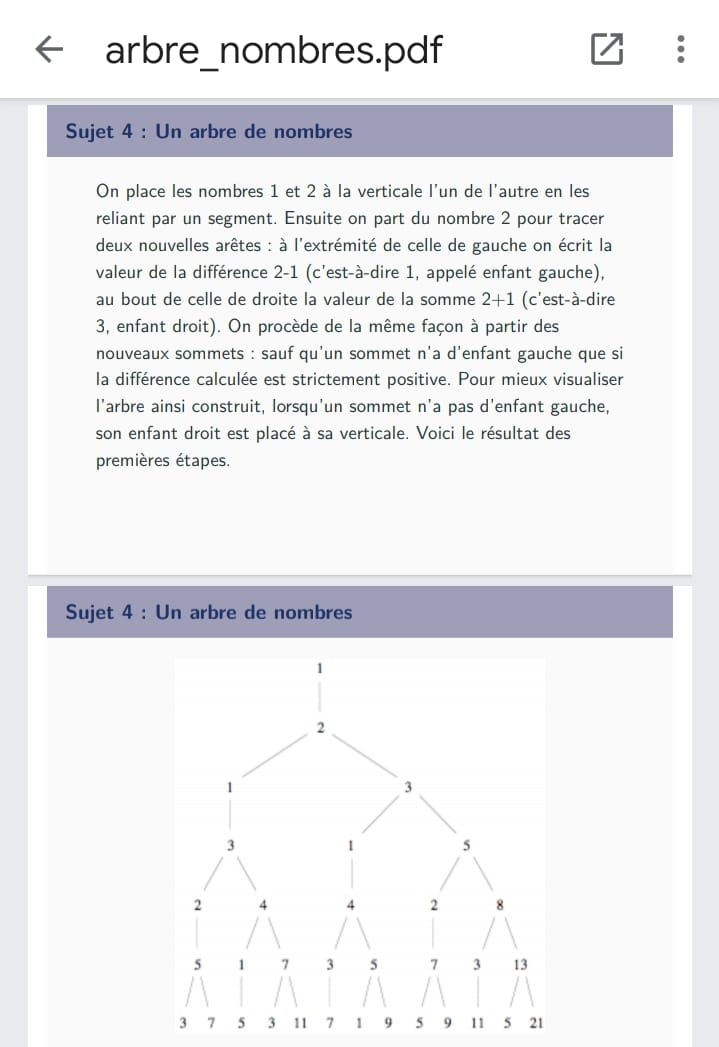 arbre_nombres.pdf
Sujet 4 : Un arbre de nombres
On place les nombres 1 et 2 à la verticale l'un de l'autre en les
reliant par un segment. Ensuite on part du nombre 2 pour tracer
deux nouvelles arêtes : à l'extrémité de celle de gauche on écrit la
valeur de la différence 2-1 (c'est-à-dire 1, appelé enfant gauche),
au bout de celle de droite la valeur de la somme 2+1 (c'est-à-dire
3, enfant droit). On procède de la même façon à partir des
nouveaux sommets : sauf qu'un sommet n'a d'enfant gauche que si
la différence calculée est strictement positive. Pour mieux visualiser
l'arbre ainsi construit, lorsqu'un sommet n'a pas d'enfant gauche,
son enfant droit est placé à sa verticale. Voici le résultat des
premières étapes.
Sujet 4 : Un arbre de nombres
1
2
1 3
3 1 5
2 4 4 2 8
5 1 7 3 5 7 3 13
3 7 5 3 11 7 1 9 5 9 11 5 21